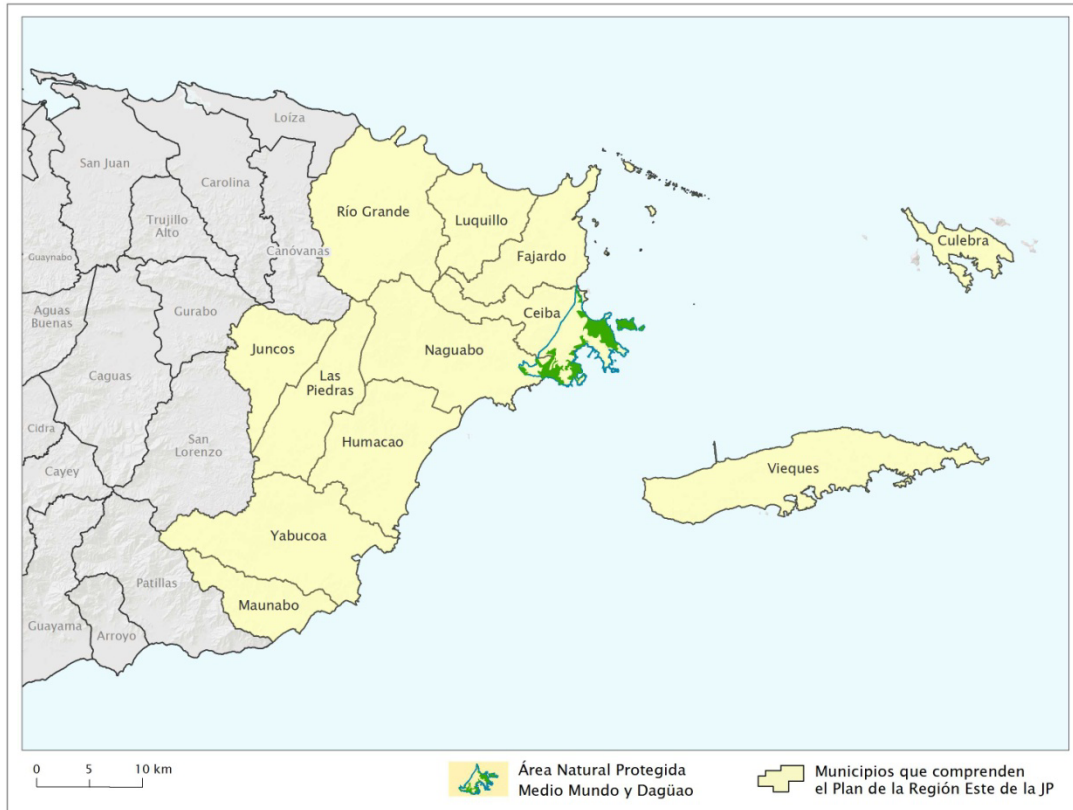 Loíza
San Juan
Carolina
Río Grande
Trujillo
Alto
Luquillo
Culebra
Canóvanas
Fajardo
Guaynabo
Aguas
Buenas
Gurabo
Ceiba
Juncos
Naguabo
Las
Piedras
Caguas
Cidra
San
Lorenzo
Humacao
Cayey
Vieques
Yabucoa
Patillas
Maunabo
Guayama
Arroyo
0 5 10 km
Área Natural Protegida
Medio Mundo y Dagüao
Municipios que comprenden
el Plan de la Región Este de la JP